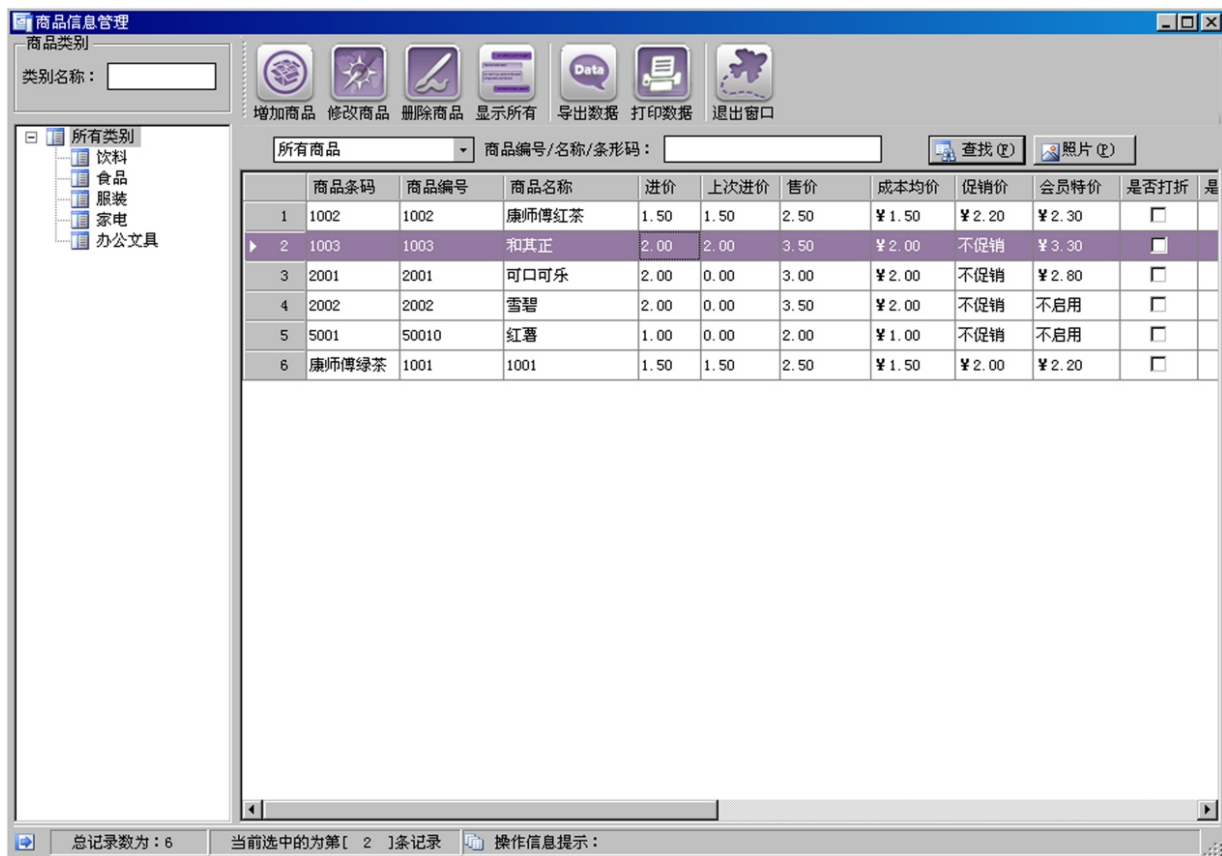 商品信息管理
商品类别
类别名称：
增加商品 修改商品 删除商品 显示所有 Data 导出数据 打印数据 退出窗口
所有类别
饮料
食品
服装
家电
办公文具
所有商品 商品编号/名称/条形码： 查找(F) 照片(P)
商品条码 商品编号 商品名称 进价 上次进价 售价 成本均价 促销价 会员特价 是否打折 是
1 1002 1002 康师傅红茶 1.50 1.50 2.50 ¥1.50 ¥2.20 ¥2.30
2 1003 1003 和其正 2.00 2.00 3.50 ¥2.00 不促销 ¥3.30
3 2001 2001 可口可乐 2.00 0.00 3.00 ¥2.00 不促销 ¥2.80
4 2002 2002 雪碧 2.00 0.00 3.50 ¥2.00 不促销 不启用
5 5001 50010 红薯 1.00 0.00 2.00 ¥1.00 不促销 不启用
6 康师傅绿茶 1001 1001 1.50 1.50 2.50 ¥1.50 ¥2.00 ¥2.20
总记录数为：6 当前选中的为第[ 2 ]条记录 操作信息提示：